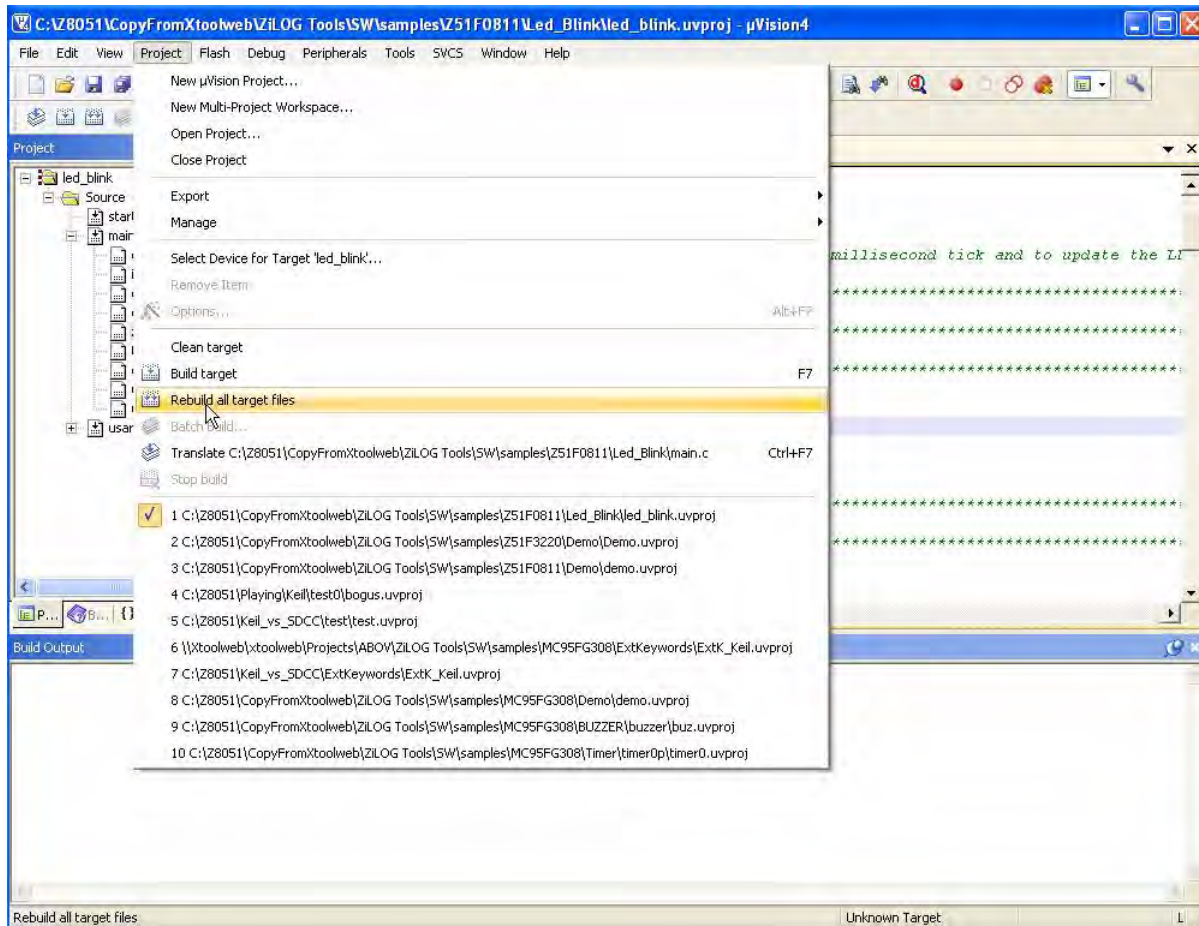 C:\Z8051\CopyFromXtoolweb\ZiLOG Tools\SW\samples\Z51F0811\Led_Blink\led_blink.uvproj - µVision4
File Edit View Project Flash Debug Peripherals Tools SVCS Window Help
New µVision Project...
New Multi-Project Workspace...
Open Project...
Close Project
Export
Manage
Select Device for Target 'led_blink'...
Remove Item
Options... Alt+F7
Clean target
Build target F7
Rebuild all target files
Batch Build...
Translate C:\Z8051\CopyFromXtoolweb\ZiLOG Tools\SW\samples\Z51F0811\Led_Blink\main.c Ctrl+F7
Stop build
1 C:\Z8051\CopyFromXtoolweb\ZiLOG Tools\SW\samples\Z51F0811\Led_Blink\led_blink.uvproj
2 C:\Z8051\CopyFromXtoolweb\ZiLOG Tools\SW\samples\Z51F3220\Demo\Demo.uvproj
3 C:\Z8051\CopyFromXtoolweb\ZiLOG Tools\SW\samples\Z51F0811\Demo\demo.uvproj
4 C:\Z8051\Playing\Keil\test0\bogus.uvproj
5 C:\Z8051\Keil_vs_SDCC\test\test.uvproj
6 \\Xtoolweb\xtoolweb\Projects\ABOV\ZiLOG Tools\SW\samples\MC95FG308\ExtKeywords\ExtK_Keil.uvproj
7 C:\Z8051\Keil_vs_SDCC\ExtKeywords\ExtK_Keil.uvproj
8 C:\Z8051\CopyFromXtoolweb\ZiLOG Tools\SW\samples\MC95FG308\Demo\demo.uvproj
9 C:\Z8051\CopyFromXtoolweb\ZiLOG Tools\SW\samples\MC95FG308\BUZZER\buzzer\buz.uvproj
10 C:\Z8051\CopyFromXtoolweb\ZiLOG Tools\SW\samples\MC95FG308\Timer\timer0p\timer0.uvproj
Project
led_blink
Source
star
main
usar
millisecond tick and to update the
P... B... {}
Build Output
Rebuild all target files Unknown Target L